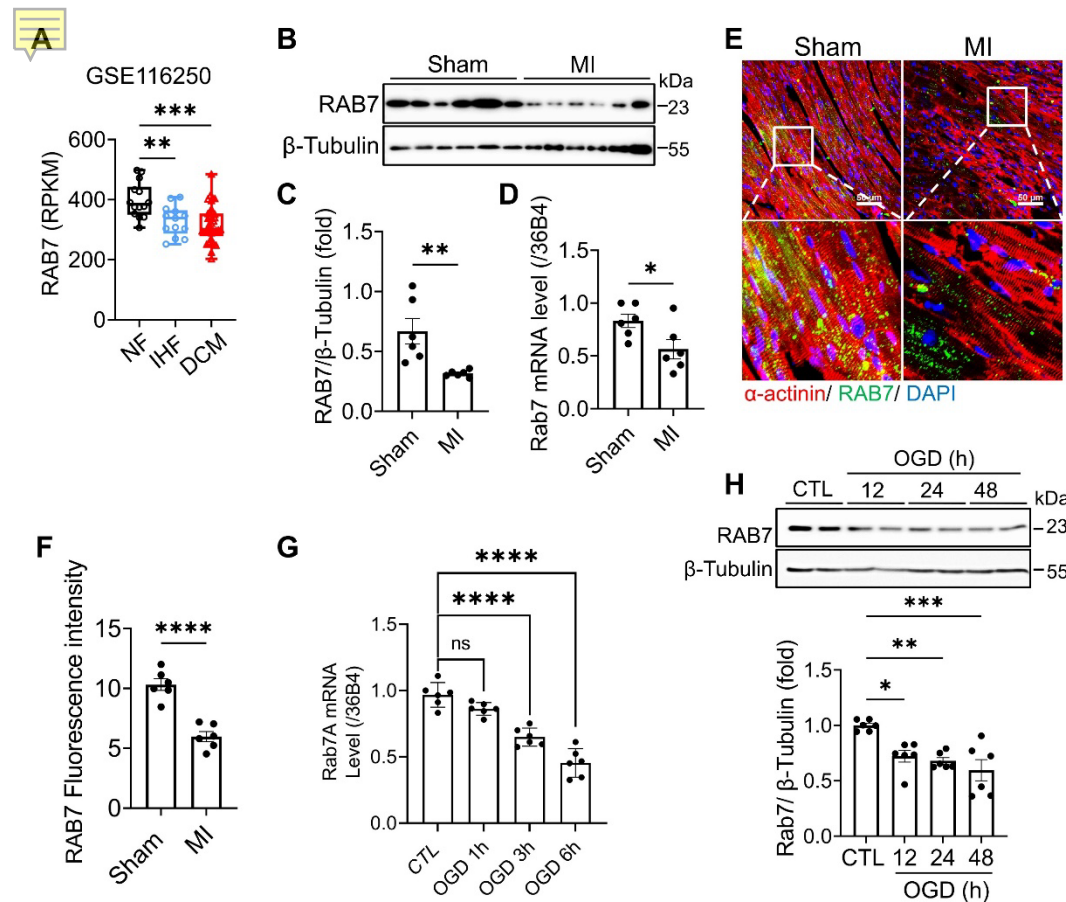 A
GSE116250
***
**
RAB7 (RPKM)
600
400
200
0
NF
IHF
DCM
B
Sham
MI
kDa
RAB7
23
β-Tubulin
55
C
**
RAB7/β-Tubulin (fold)
1.5
1.0
0.5
0.0
Sham
MI
D
*
Rab7 mRNA level (/36B4)
1.5
1.0
0.5
0.0
Sham
MI
E
Sham
MI
50 µm
50 µm
α-actinin/ RAB7/ DAPI
F
****
RAB7 Fluorescence intensity
15
10
5
0
Sham
MI
G
****
****
ns
Rab7A mRNA
Level (/36B4)
1.5
1.0
0.5
0.0
CTL
OGD 1h
OGD 3h
OGD 6h
H
OGD (h)
CTL
12
24
48
kDa
RAB7
23
β-Tubulin
55
***
**
*
Rab7/ β-Tubulin (fold)
1.5
1.0
0.5
0.0
CTL
12
24
48
OGD (h)